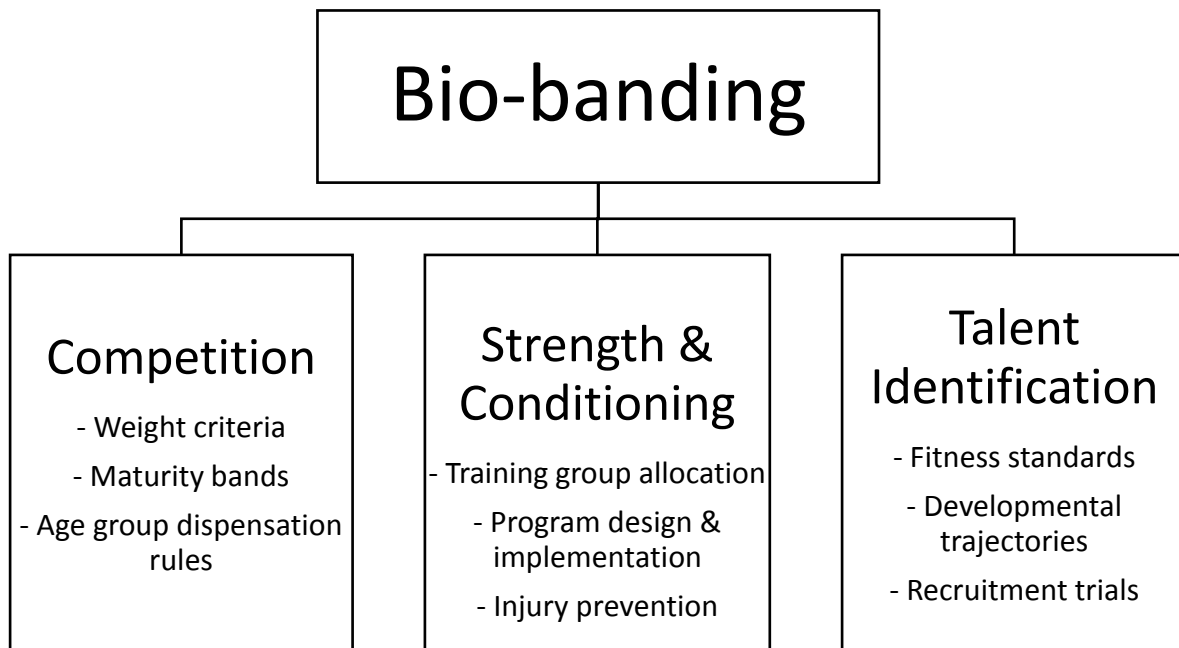 Bio-banding
Competition
- Weight criteria
- Maturity bands
- Age group dispensation
rules
Strength &
Conditioning
- Training group allocation
- Program design &
implementation
- Injury prevention
Talent
Identification
- Fitness standards
- Developmental
trajectories
- Recruitment trials